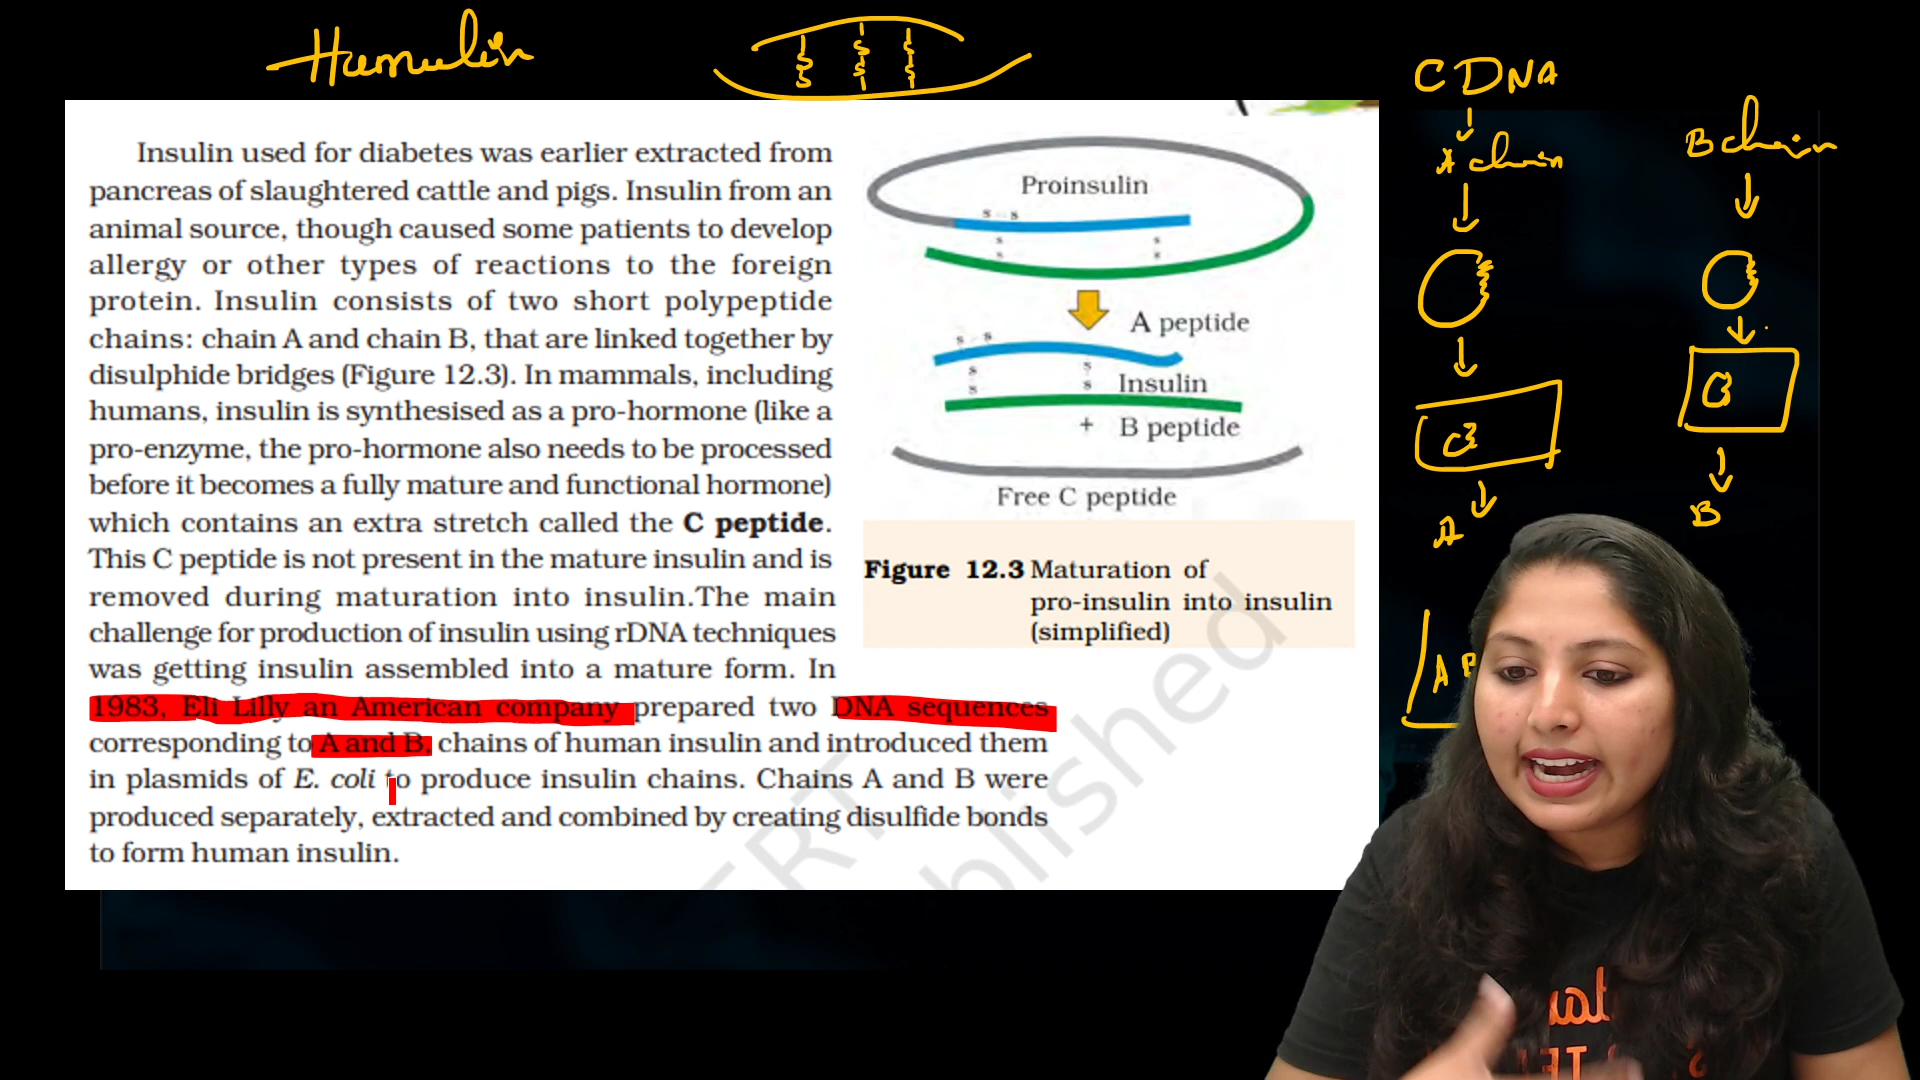 Humulin
CDNA
A chain
B chain
Insulin used for diabetes was earlier extracted from
pancreas of slaughtered cattle and pigs. Insulin from an
animal source, though caused some patients to develop
allergy or other types of reactions to the foreign
protein. Insulin consists of two short polypeptide
chains: chain A and chain B, that are linked together by
disulphide bridges (Figure 12.3). In mammals, including
humans, insulin is synthesised as a pro-hormone (like a
pro-enzyme, the pro-hormone also needs to be processed
before it becomes a fully mature and functional hormone)
which contains an extra stretch called the C peptide.
This C peptide is not present in the mature insulin and is
removed during maturation into insulin.The main
challenge for production of insulin using rDNA techniques
was getting insulin assembled into a mature form. In
1983, Eli Lilly an American company prepared two DNA sequences
corresponding to A and B, chains of human insulin and introduced them
in plasmids of E. coli to produce insulin chains. Chains A and B were
produced separately, extracted and combined by creating disulfide bonds
to form human insulin.
Proinsulin
s s
s s
s s
A peptide
s s
s s
s s
Insulin
+ B peptide
Free C peptide
Figure 12.3 Maturation of
pro-insulin into insulin
(simplified)
A
B
A
blished